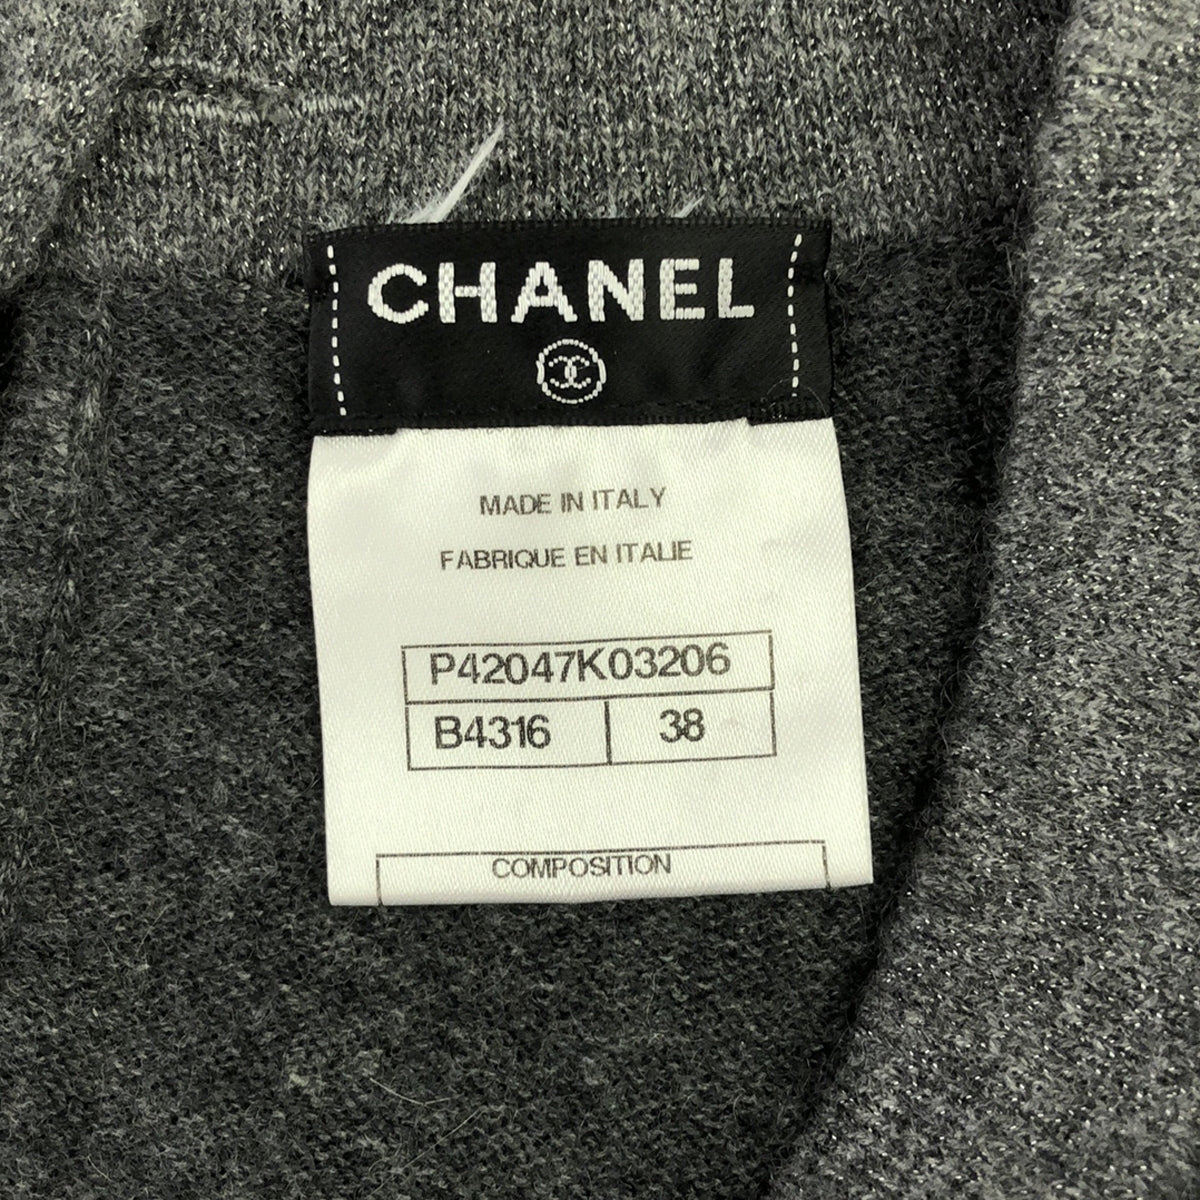 CHANEL
MADE IN ITALY
FABRIQUE EN ITALIE
P42047K03206
B4316 38
COMPOSITION